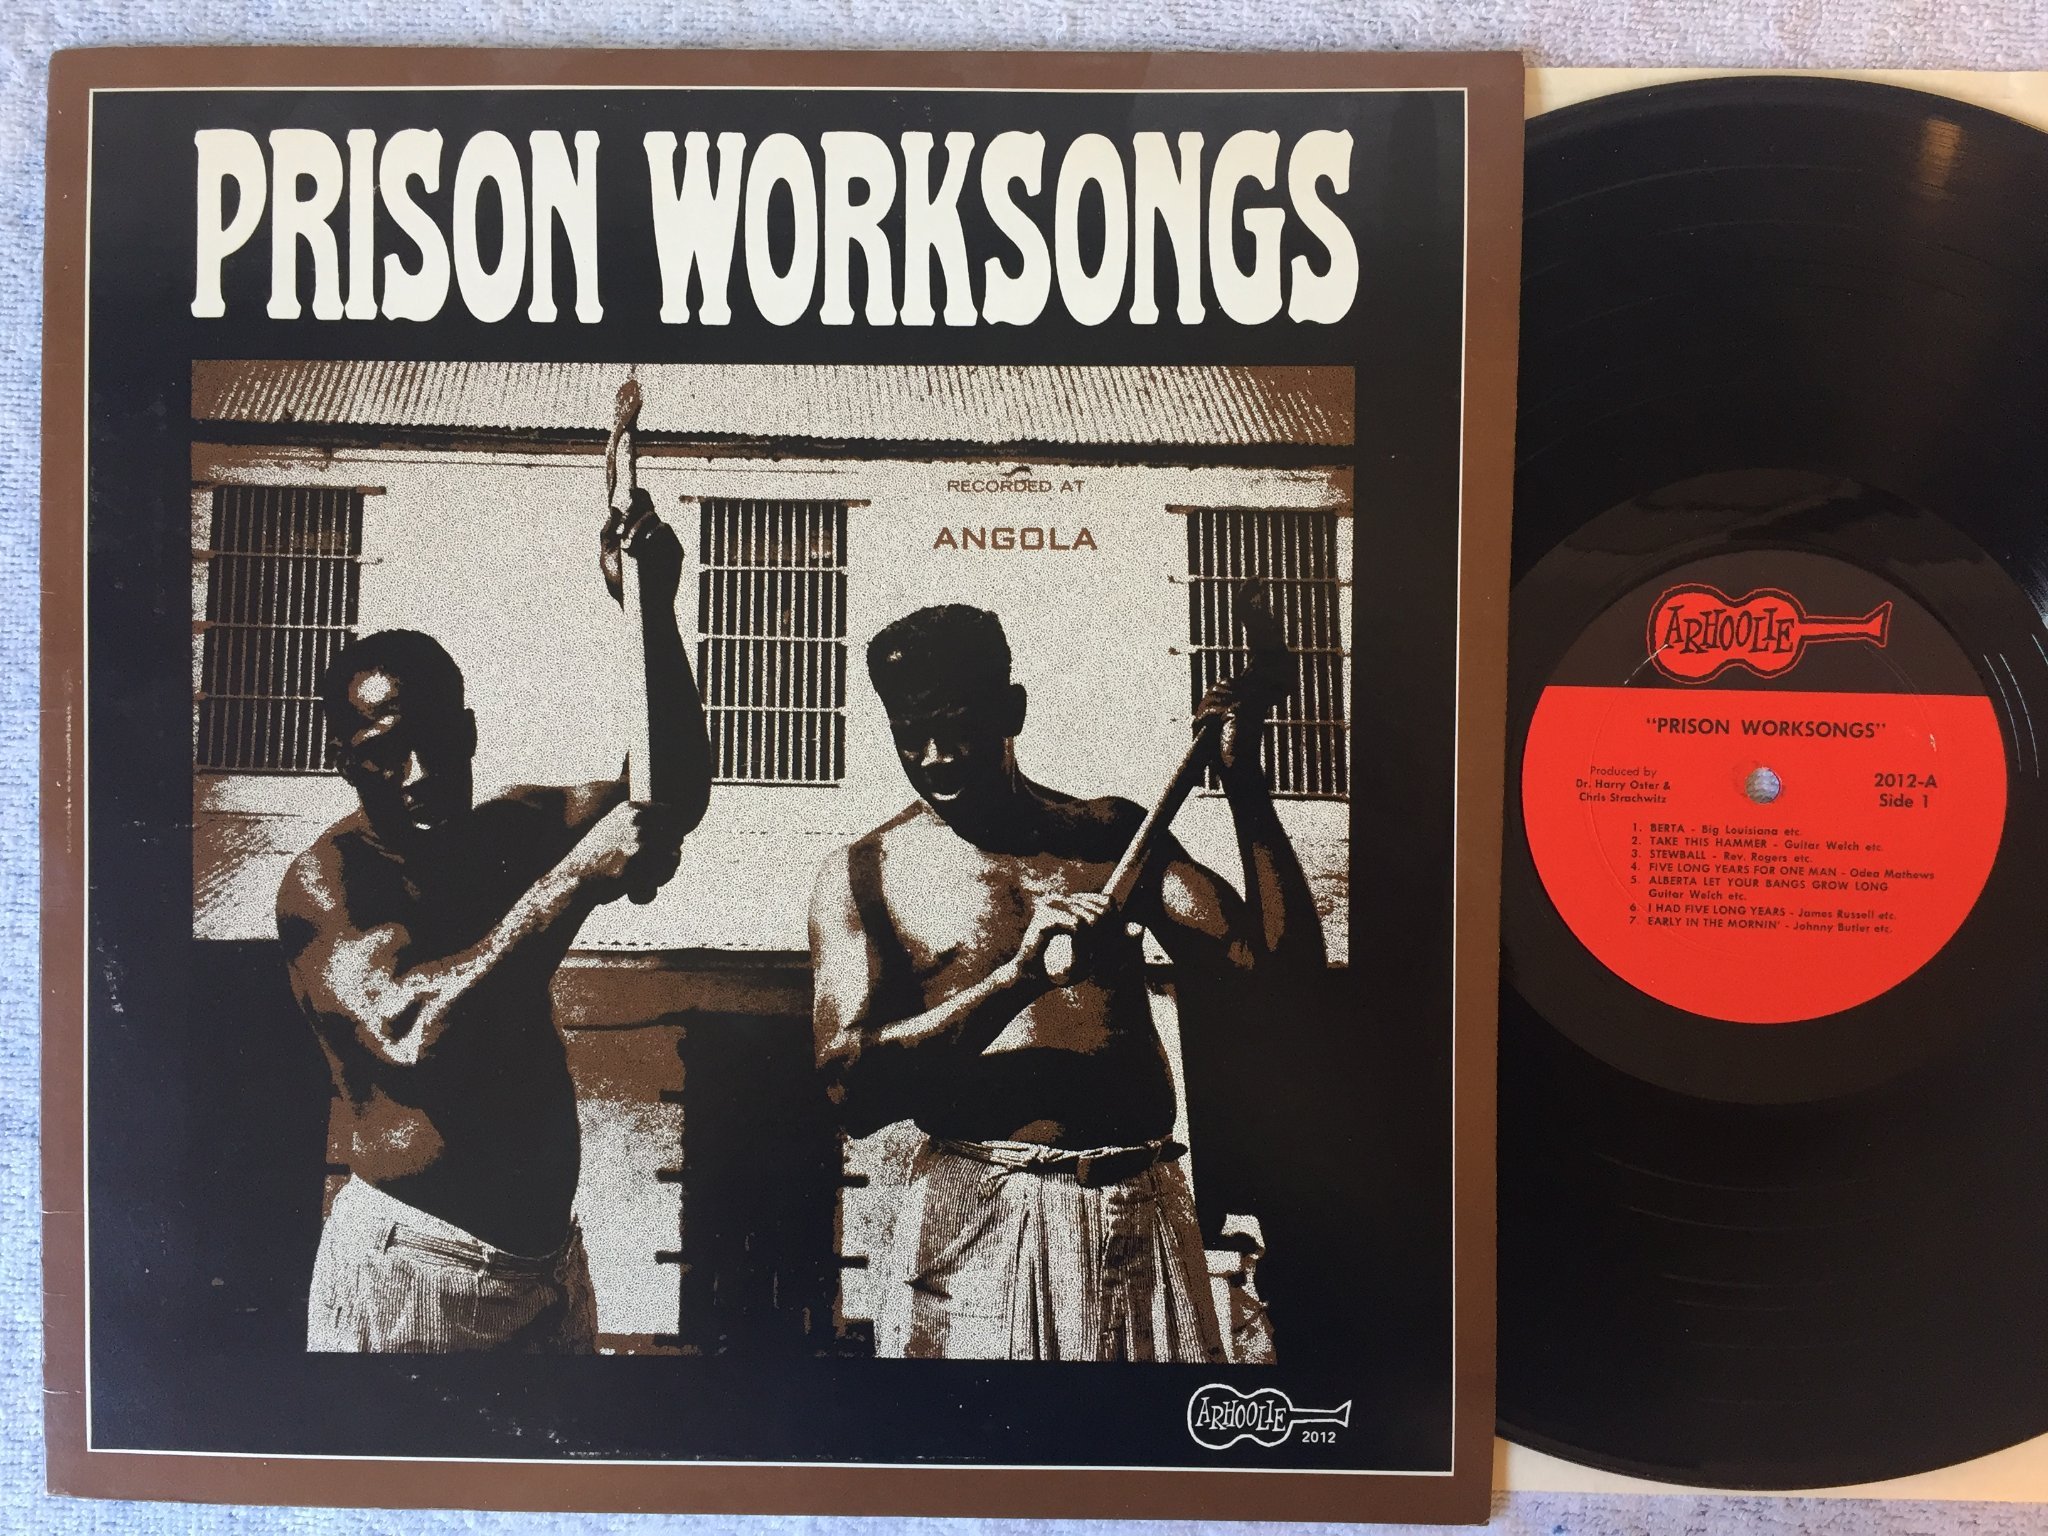 PRISON WORKSONGS
RECORDED AT
ANGOLA
ARHOOLIE
2012
ARHOOLIE
"PRISON WORKSONGS"
Produced by
Dr. Harry Oster &
Chris Strachwitz
2012-A
Side 1
1. BERTA - Big Louisiana etc.
2. TAKE THIS HAMMER - Guitar Welch etc.
3. STEWBALL - Rev. Rogers etc.
4. FIVE LONG YEARS FOR ONE MAN - Odea Mathews
5. ALBERTA LET YOUR BANGS GROW LONG
Guitar Welch etc.
6. I HAD FIVE LONG YEARS - James Russell etc.
7. EARLY IN THE MORNIN' - Johnny Butler etc.